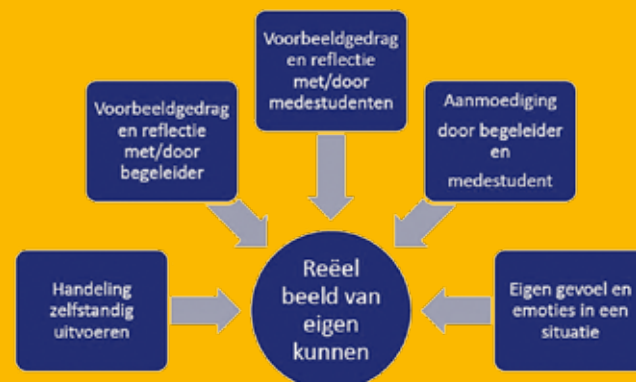 Voorbeeldgedrag
en reflectie
met/door
medestudenten
Voorbeeldgedrag
en reflectie
met/door
begeleider
Aanmoediging
door begeleider
en
medestudent
Handeling
zelfstandig
uitvoeren
Reëel
beeld van
eigen
kunnen
Eigen gevoel en
emoties in een
situatie